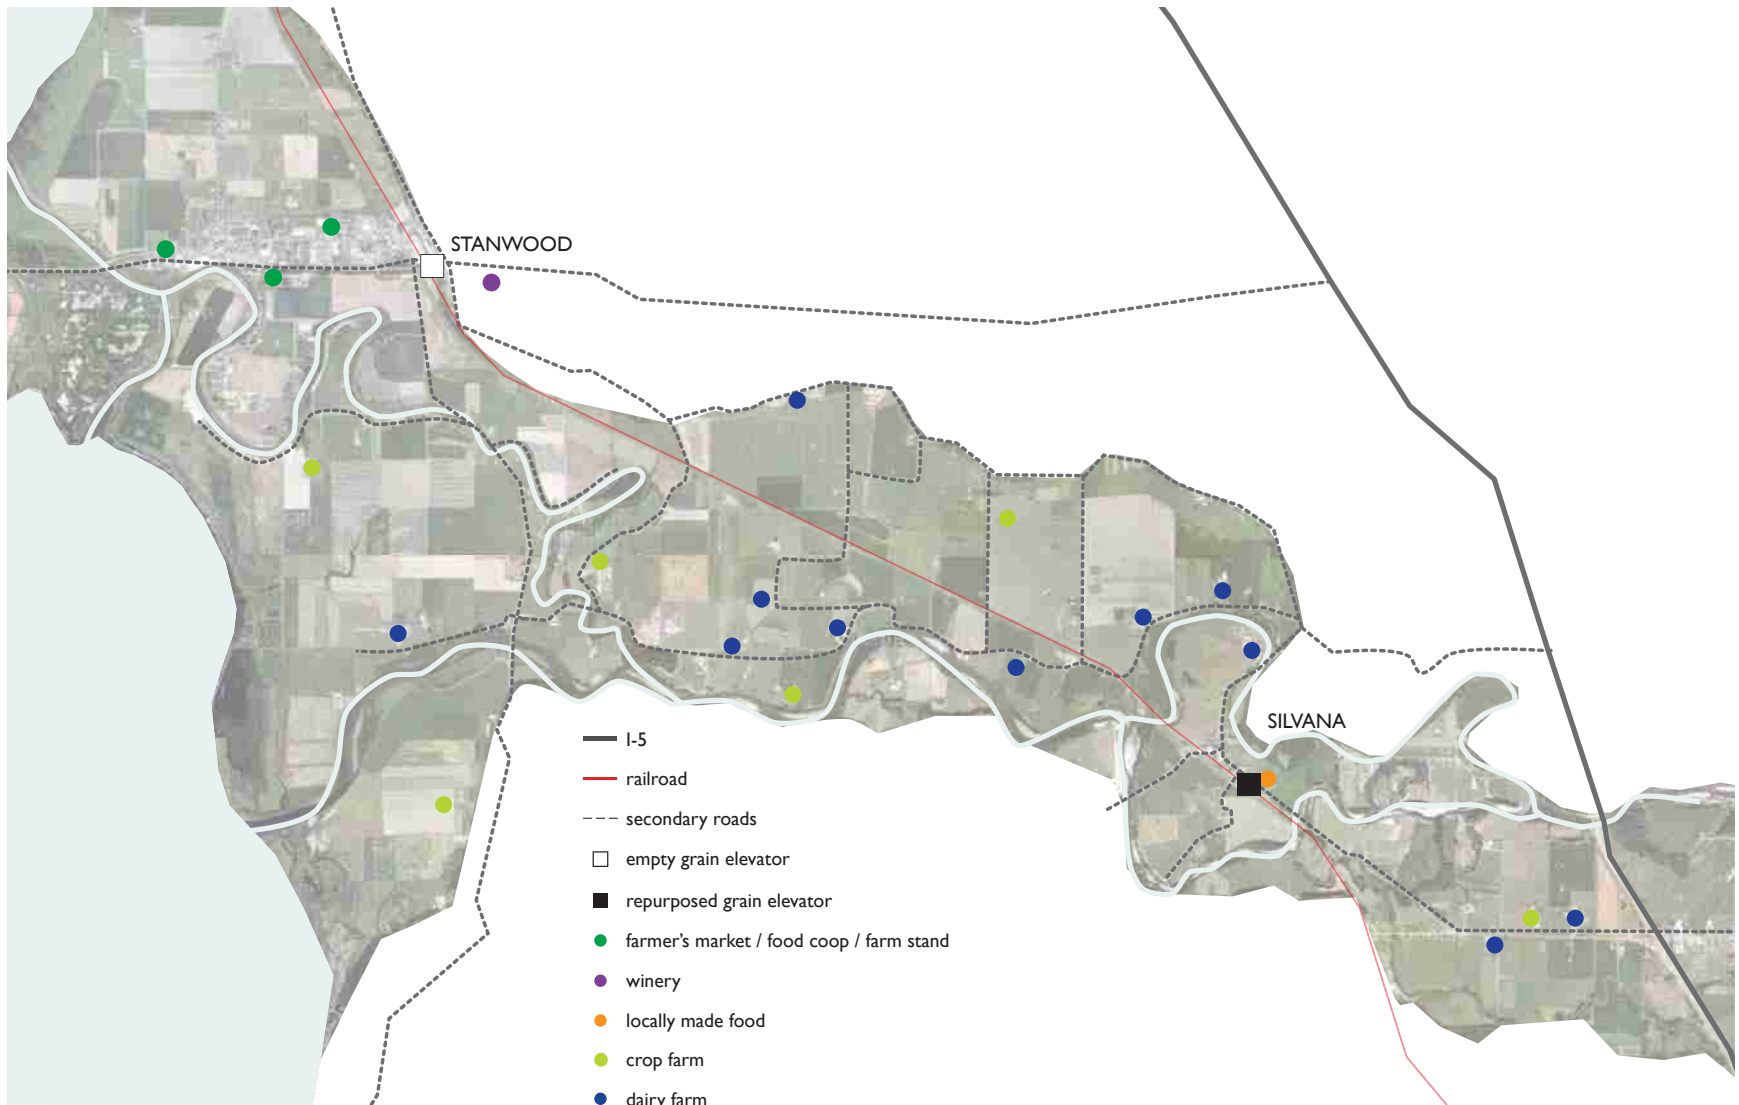 STANWOOD
SILVANA
I-5
railroad
secondary roads
empty grain elevator
repurposed grain elevator
farmer's market / food coop / farm stand
winery
locally made food
crop farm
dairy farm